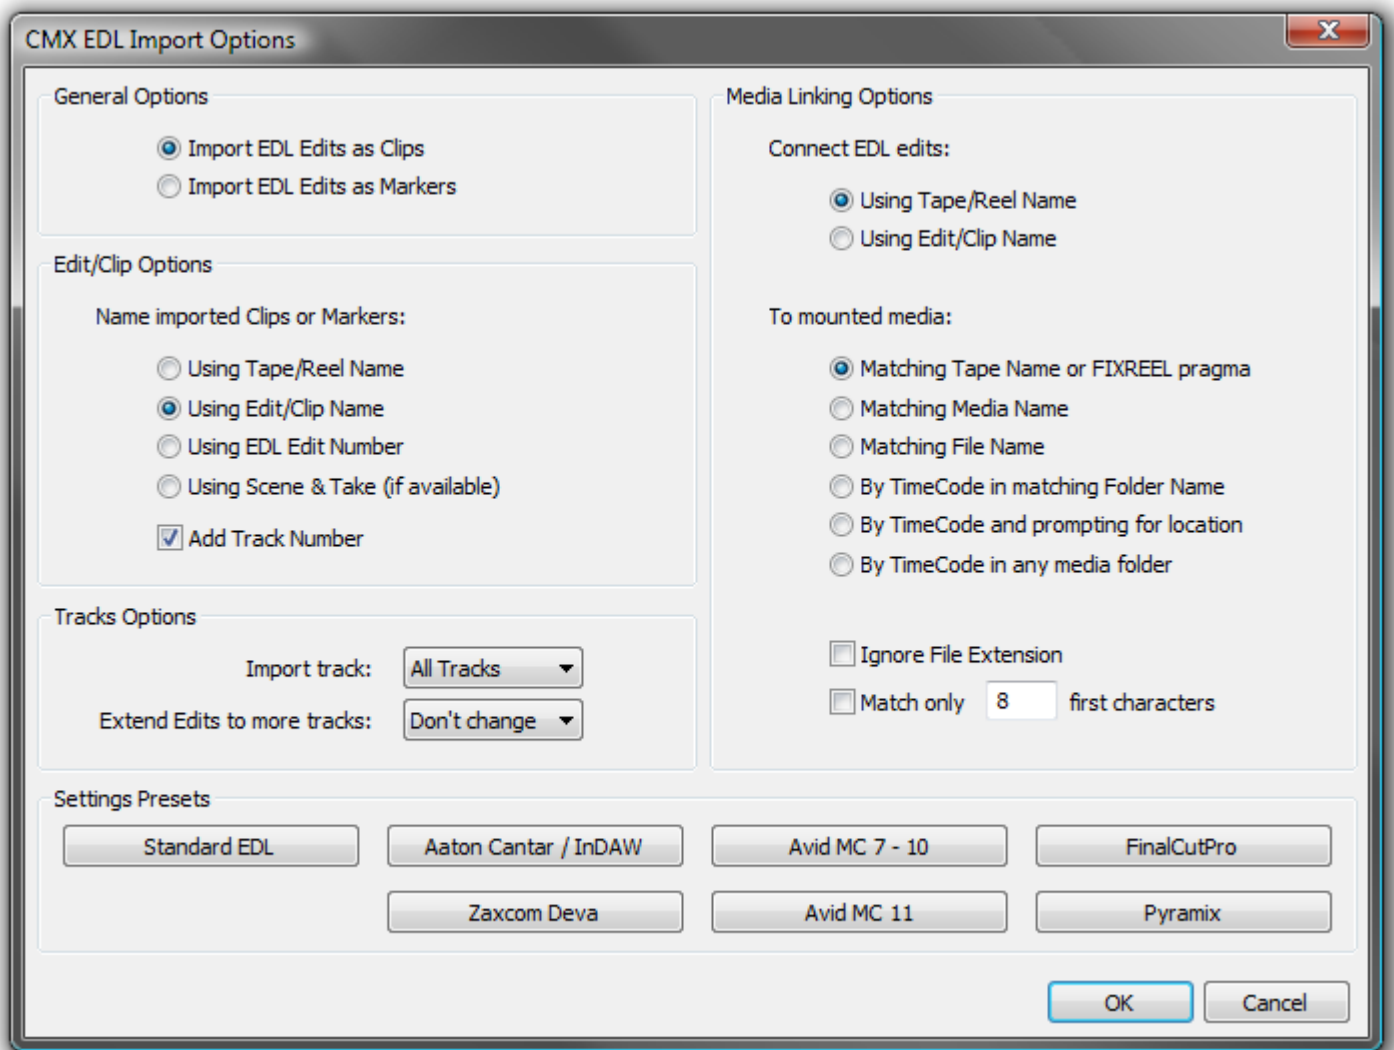 CMX EDL Import Options
X
General Options
Import EDL Edits as Clips
Import EDL Edits as Markers
Edit/Clip Options
Name imported Clips or Markers:
Using Tape/Reel Name
Using Edit/Clip Name
Using EDL Edit Number
Using Scene & Take (if available)
Add Track Number
Tracks Options
Import track: All Tracks
Extend Edits to more tracks: Don't change
Media Linking Options
Connect EDL edits:
Using Tape/Reel Name
Using Edit/Clip Name
To mounted media:
Matching Tape Name or FIXREEL pragma
Matching Media Name
Matching File Name
By TimeCode in matching Folder Name
By TimeCode and prompting for location
By TimeCode in any media folder
Ignore File Extension
Match only 8 first characters
Settings Presets
Standard EDL Aaton Cantar / InDAW Avid MC 7 - 10 FinalCutPro
Zaxcom Deva Avid MC 11 Pyramix
OK Cancel